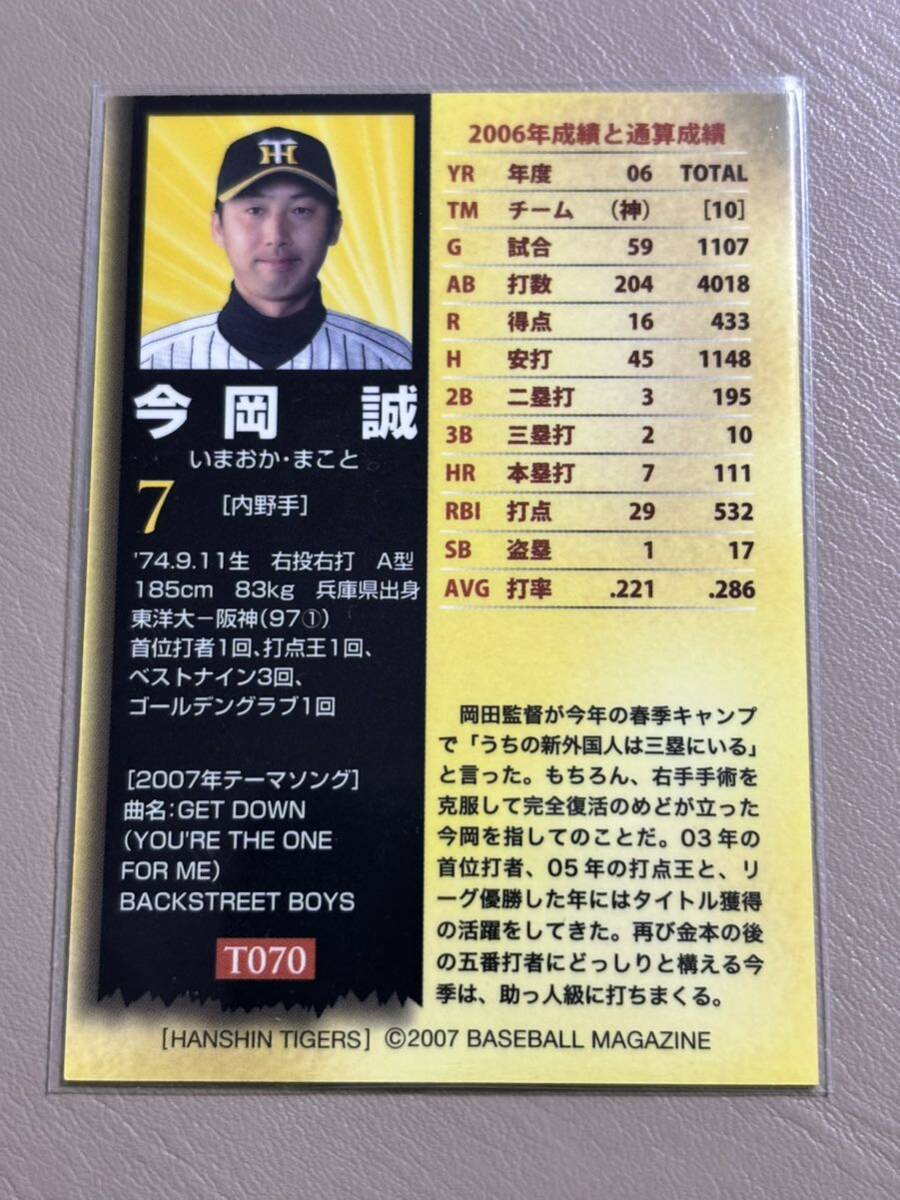 今岡 誠
いまおか・まこと
7 [内野手]
'74.9.11生 右投右打 A型
185cm 83kg 兵庫県出身
東洋大－阪神(97①)
首位打者1回、打点王1回、
ベストナイン3回、
ゴールデングラブ1回
[2007年テーマソング]
曲名:GET DOWN
(YOU'RE THE ONE
FOR ME)
BACKSTREET BOYS
T070
2006年成績と通算成績
YR 年度 06 TOTAL
TM チーム (神) [10]
G 試合 59 1107
AB 打数 204 4018
R 得点 16 433
H 安打 45 1148
2B 二塁打 3 195
3B 三塁打 2 10
HR 本塁打 7 111
RBI 打点 29 532
SB 盗塁 1 17
AVG 打率 .221 .286
岡田監督が今年の春季キャンプ
で「うちの新外国人は三塁にいる」
と言った。もちろん、右手手術を
克服して完全復活のめどが立った
今岡を指してのことだ。03年の
首位打者、05年の打点王と、リ
ーグ優勝した年にはタイトル獲得
の活躍をしてきた。再び金本の後
の五番打者にどっしりと構える今
季は、助っ人級に打ちまくる。
[HANSHIN TIGERS] ©2007 BASEBALL MAGAZINE